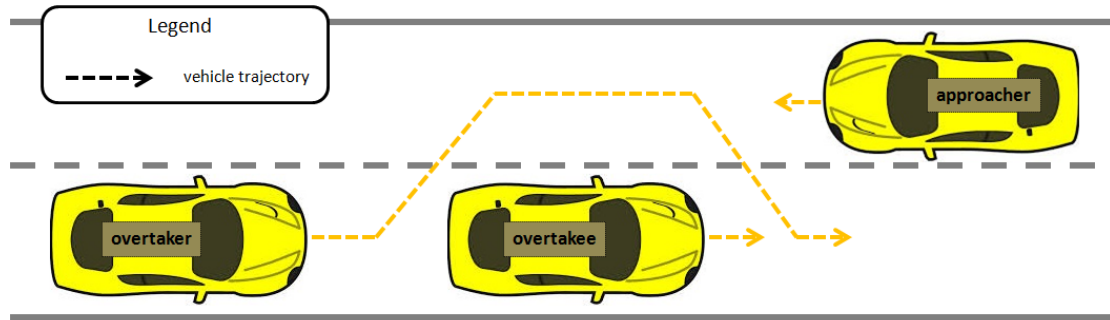 Legend
vehicle trajectory
approacher
overtaker
overtakee